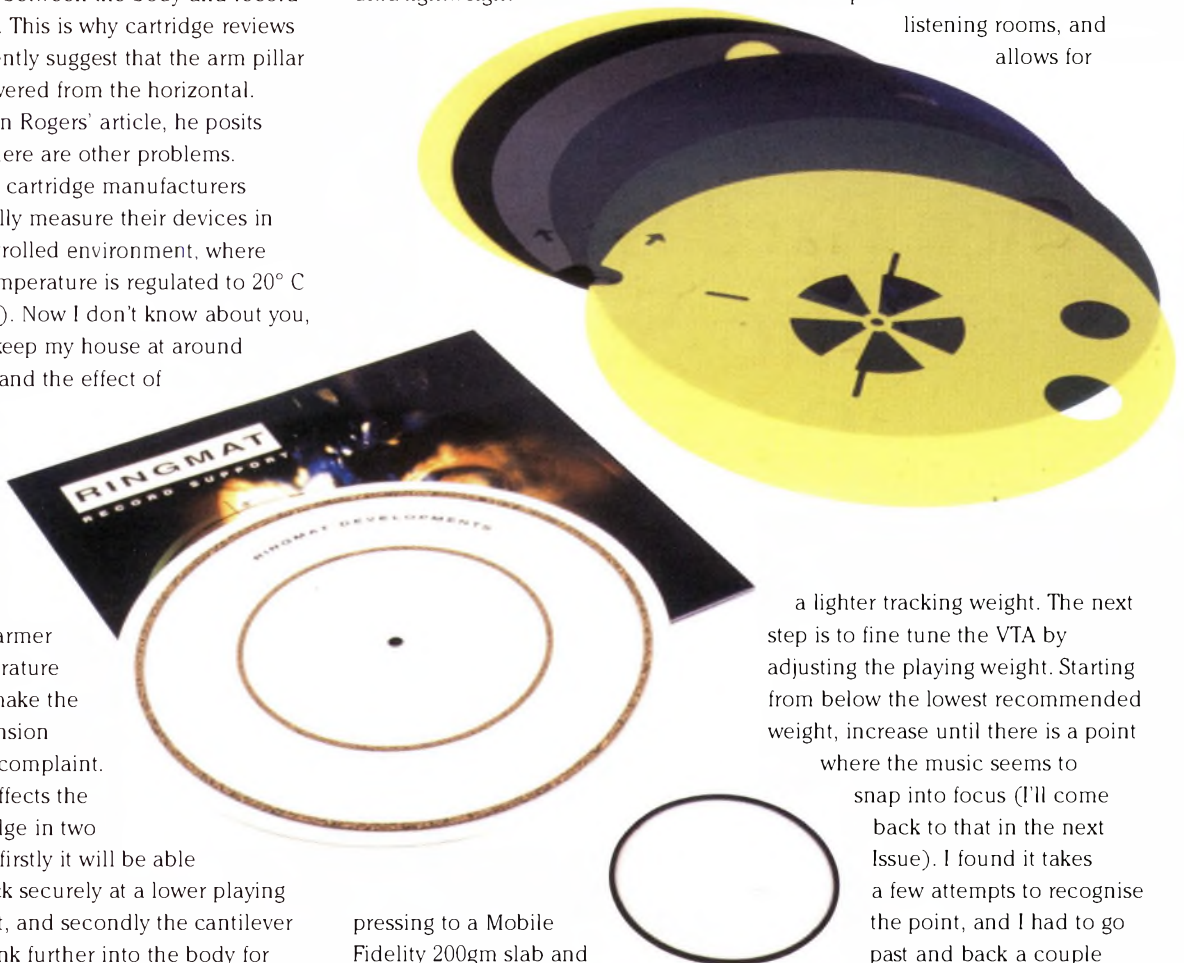 This is why cartridge reviews
ently suggest that the arm pillar
vered from the horizontal.
n Rogers' article, he posits
ere are other problems.
cartridge manufacturers
lly measure their devices in
rolled environment, where
mperature is regulated to 20° C
). Now I don't know about you,
keep my house at around
and the effect of
armer
rature
nake the
nsion
complaint.
ffects the
lge in two
firstly it will be able
k securely at a lower playing
t, and secondly the cantilever
nk further into the body for
RINGMAT
RECORD SUPPORT
RINGMAT DEVELOPMENTS
pressing to a Mobile
Fidelity 200gm slab and
listening rooms, and
allows for
a lighter tracking weight. The next
step is to fine tune the VTA by
adjusting the playing weight. Starting
from below the lowest recommended
weight, increase until there is a point
where the music seems to
snap into focus (I'll come
back to that in the next
Issue). I found it takes
a few attempts to recognise
the point, and I had to go
past and back a couple